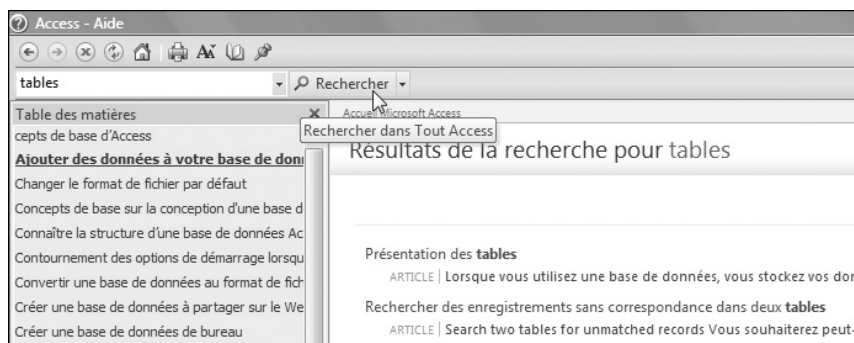 Access - Aide
tables
Rechercher
Table des matières
cepts de base d'Access
Ajouter des données à votre base de
Changer le format de fichier par défaut
Concepts de base sur la conception d'une base d
Connaître la structure d'une base de données Ac
Contournement des options de démarrage lorsqu
Convertir une base de données au format de fich
Créer une base de données à partager sur le We
Créer une base de données de bureau
Accueil Microsoft Access
Rechercher dans Tout Access
Résultats de la recherche pour tables
Présentation des tables
ARTICLE | Lorsque vous utilisez une base de données, vous stockez vos don
Rechercher des enregistrements sans correspondance dans deux tables
ARTICLE | Search two tables for unmatched records Vous souhaiterez peut-